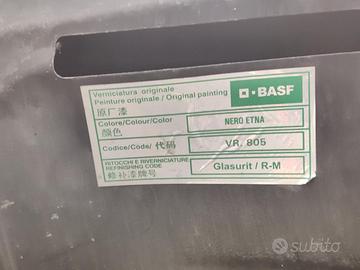 Verniciatura originale
Peinture originale / Original painting
原厂漆
BASF
Colore/Colour/Color
颜色
NERO ETNA
Codice/Code/ 代码
VR. 805
RITOCCHI E RIVERNICIATURE
REFINISHING CODE
修补漆牌号
Glasurit / R-M
subito